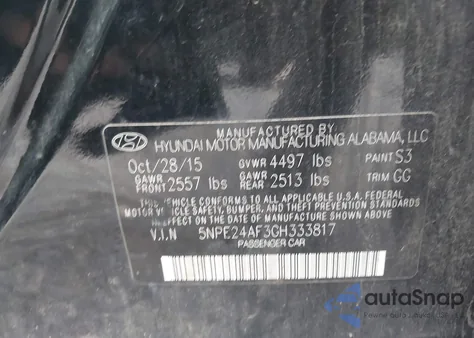 MANUFACTURED BY
HYUNDAI MOTOR MANUFACTURING ALABAMA, LLC
Oct/28/15 GVWR 4497 lbs PAINT S3
GAWR FRONT 2557 lbs GAWR REAR 2513 lbs TRIM GG
THIS VEHICLE CONFORMS TO ALL APPLICABLE U.S.A. FEDERAL
MOTOR VEHICLE SAFETY, BUMPER, AND THEFT PREVENTION STANDARDS
IN EFFECT ON THE DATE OF MANUFACTURE SHOWN ABOVE.
V.I.N 5NPE24AF3GH333817
PASSENGER CAR
autaSnap